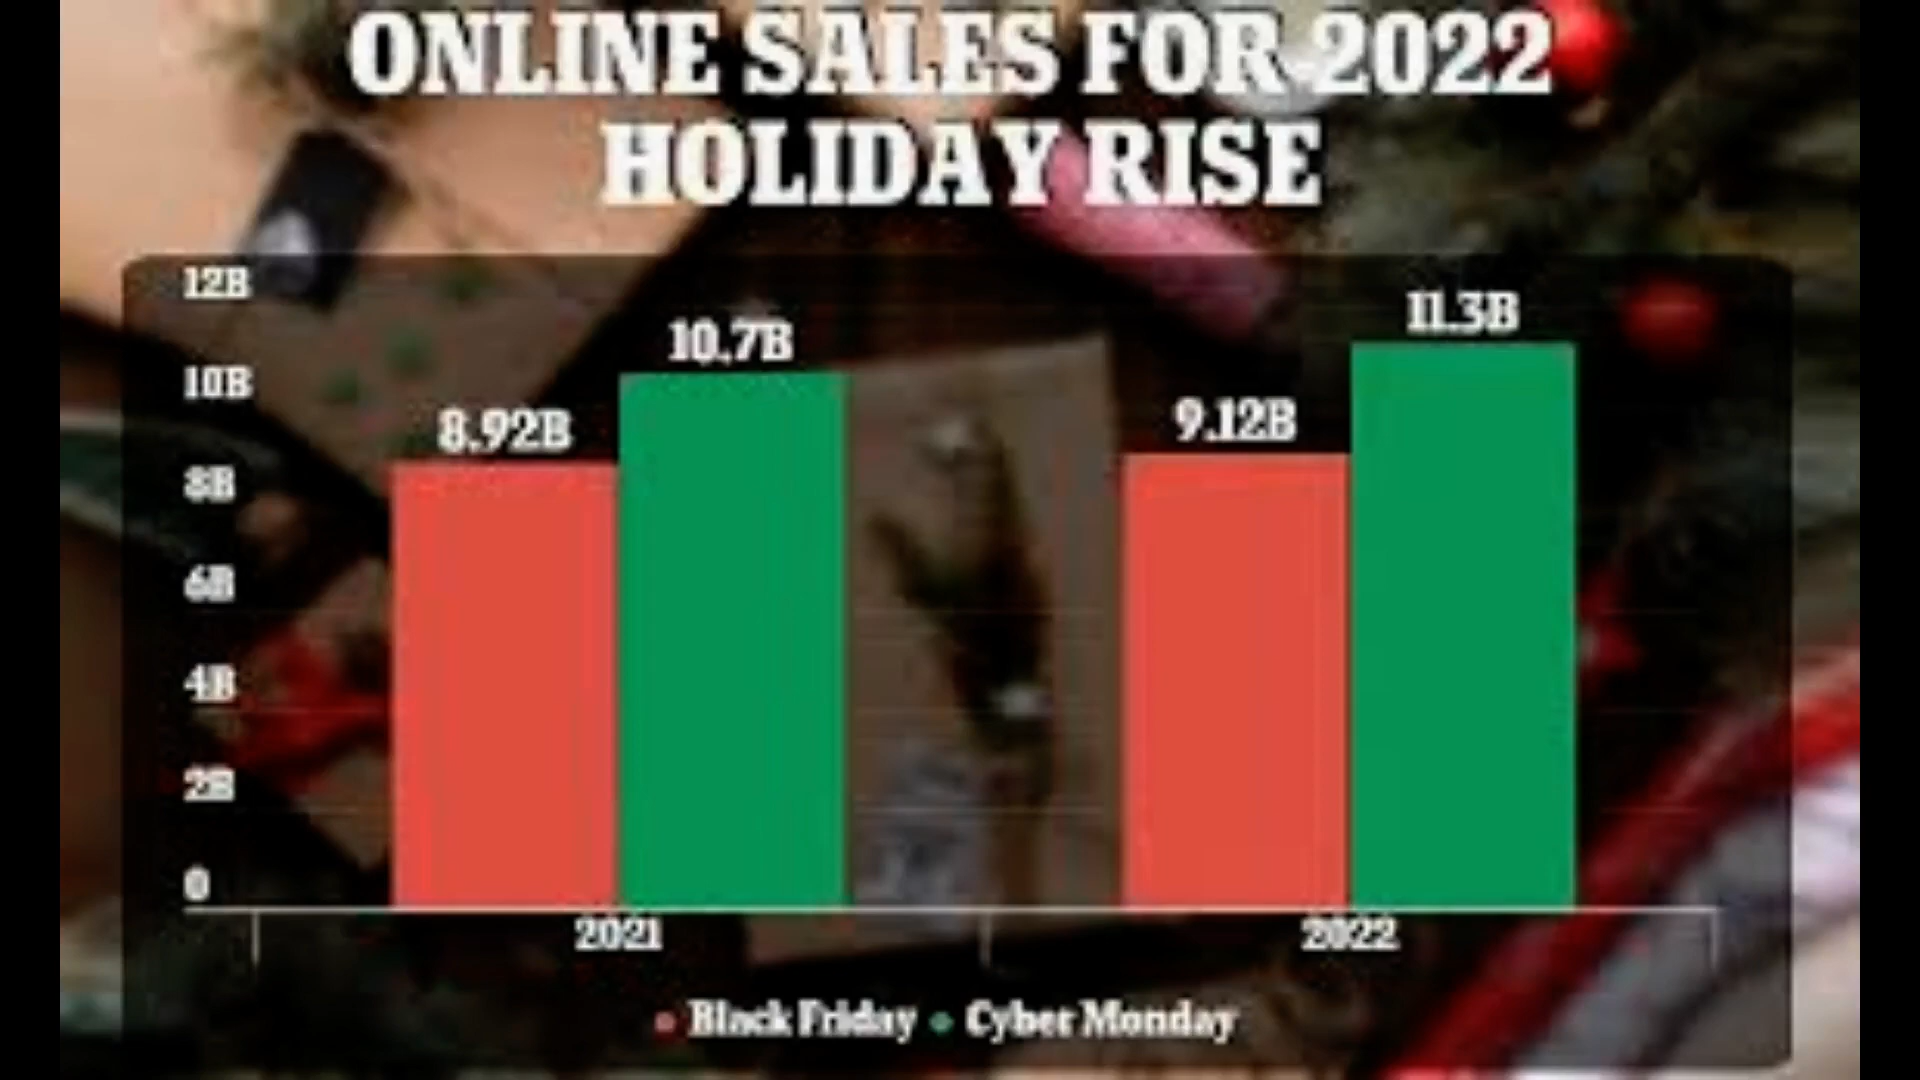 ONLINE SALES FOR 2022
HOLIDAY RISE
12B
10B
8B
6B
4B
2B
0
8.92B
10.7B
9.12B
11.3B
2021
2022
Black Friday Cyber Monday